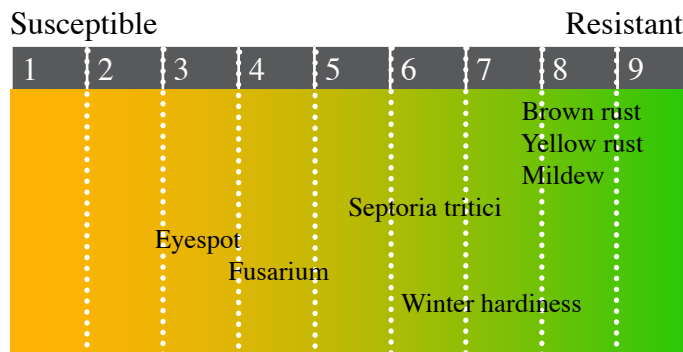 Susceptible Resistant
1 2 3 4 5 6 7 8 9
Brown rust
Yellow rust
Mildew
Septoria tritici
Eyespot
Fusarium
Winter hardiness